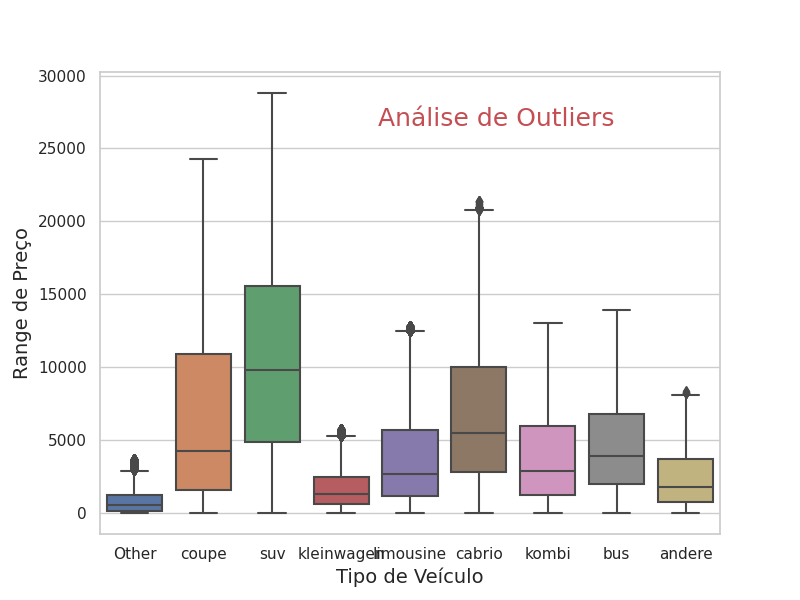 Análise de Outliers
Range de Preço
30000
25000
20000
15000
10000
5000
0
Other coupe suv kleinwagen limousine cabrio kombi bus andere
Tipo de Veículo